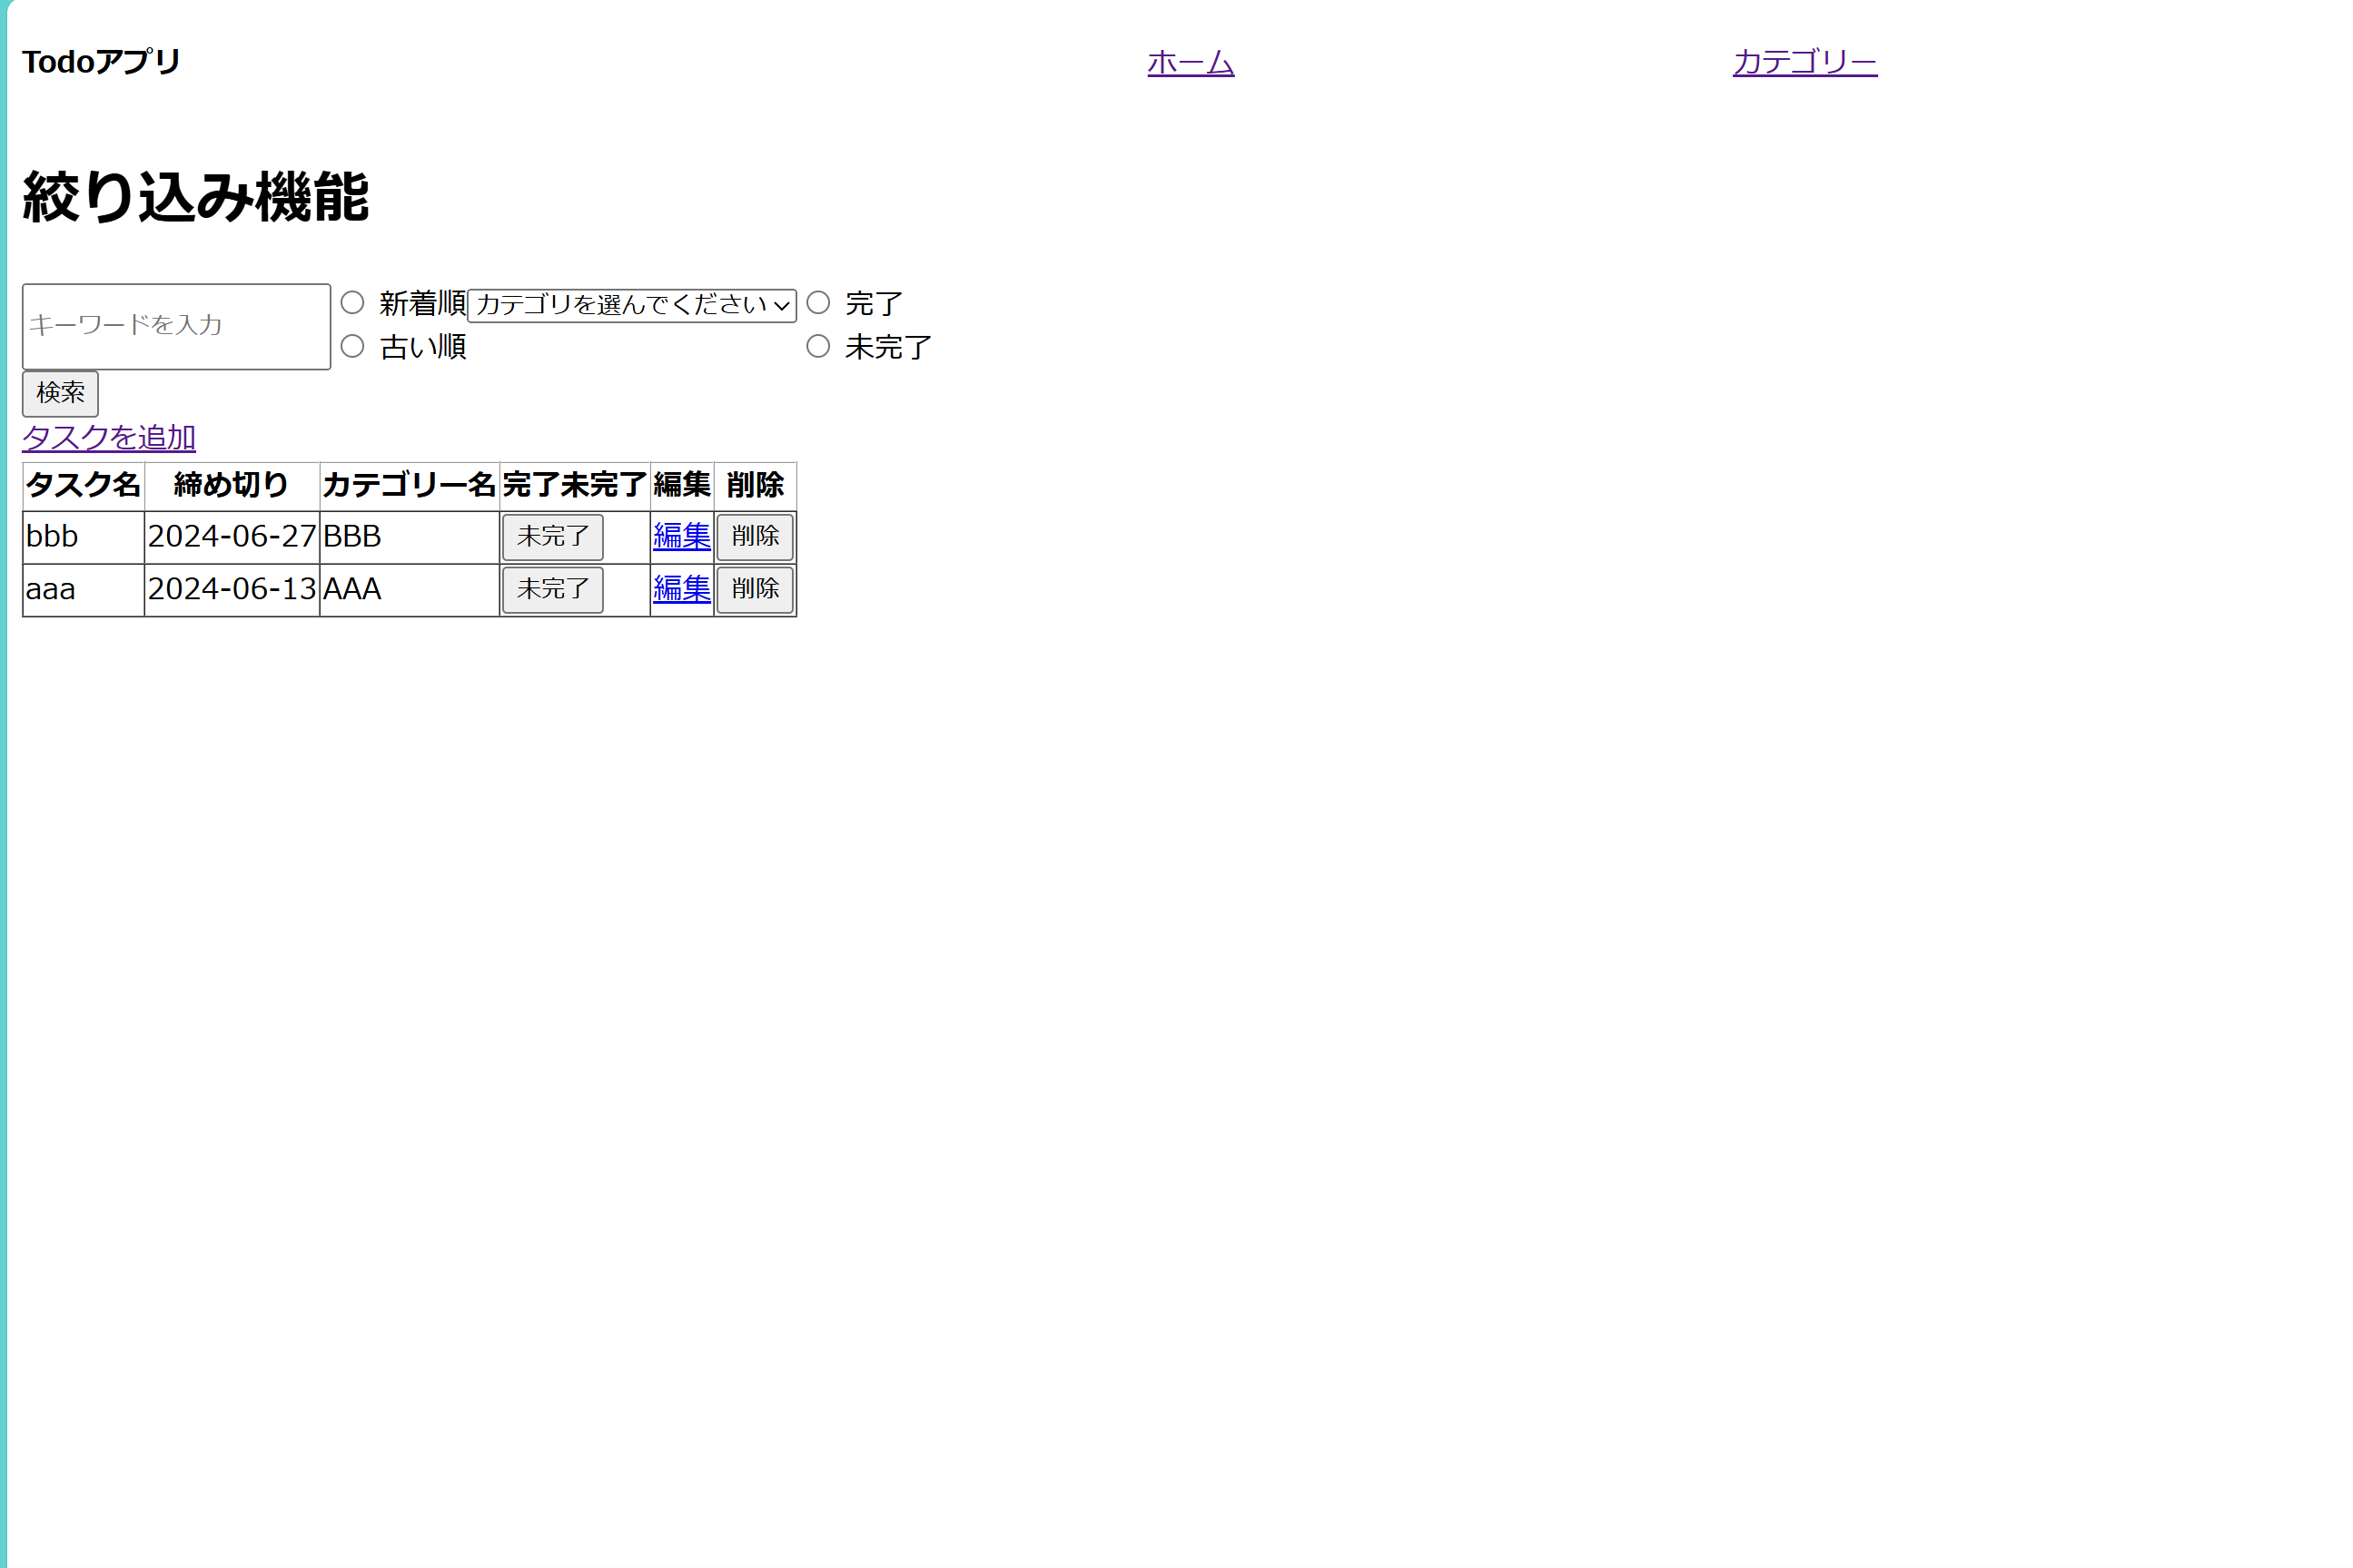 Todoアプリ ホーム カテゴリー
絞り込み機能
キーワードを入力 新着順 カテゴリを選んでください 完了
古い順 未完了
検索
タスクを追加
タスク名 締め切り カテゴリー名 完了未完了 編集 削除
bbb 2024-06-27 BBB 未完了 編集 削除
aaa 2024-06-13 AAA 未完了 編集 削除